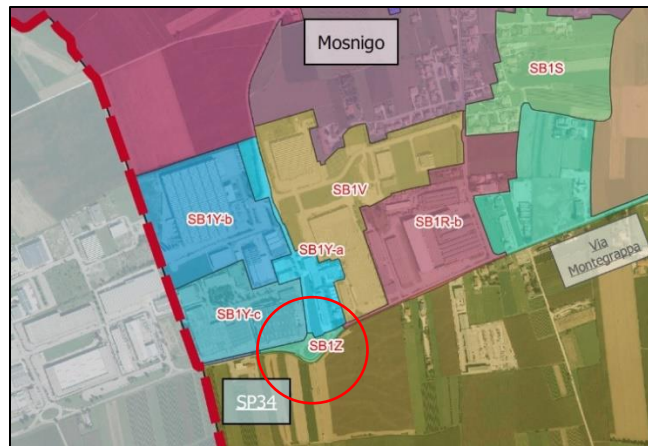 Mosnigo
SB1S
SB1V
SB1Y-b
SB1R-b
SB1Y-a
Via
Montegrappa
SB1Y-c
SB1Z
SP34